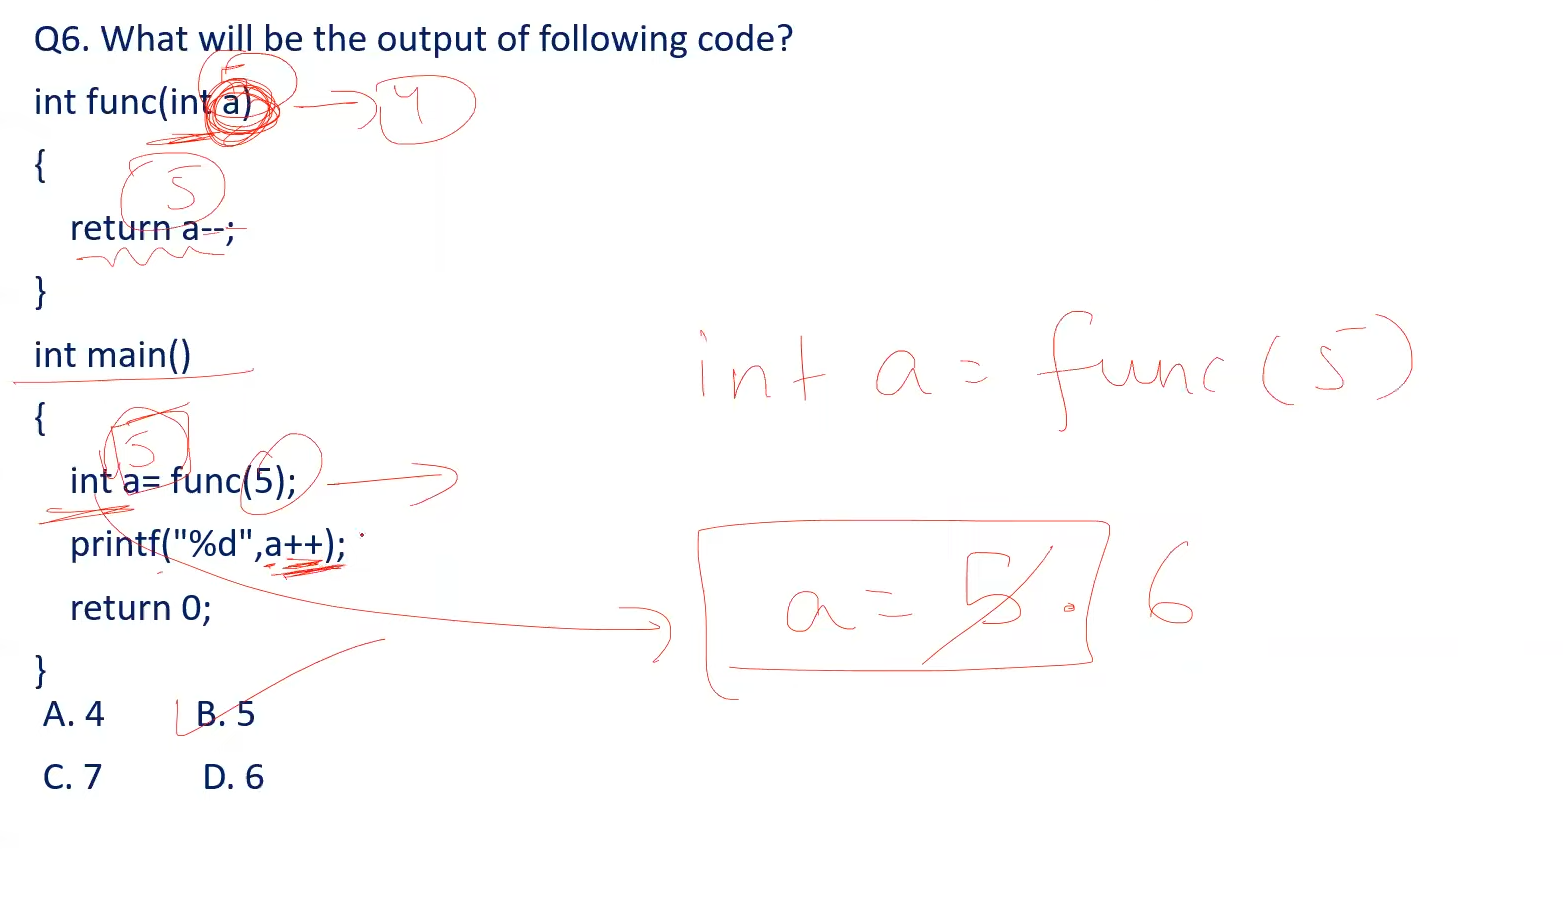 Q6. What will be the output of following code?
5
int func(int a)
4
{
5
return a--;
}
int main()
int a = func(5)
{
5
int a= func(5);
printf("%d",a++);
a = 5. 6
return 0;
}
A. 4 B. 5
C. 7 D. 6